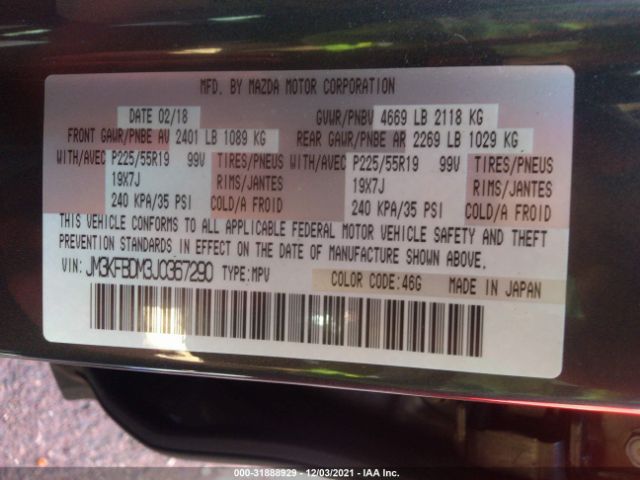 MFD. BY MAZDA MOTOR CORPORATION
DATE 02/18 GVWR/PNBV 4669 LB 2118 KG
FRONT GAWR/PNBE AV 2401 LB 1089 KG REAR GAWR/PNBE AR 2269 LB 1029 KG
WITH/AVEC P225/55R19 99V TIRES/PNEUS WITH/AVEC P225/55R19 99V TIRES/PNEUS
19X7J RIMS/JANTES 19X7J RIMS/JANTES
240 KPA/35 PSI COLD/A FROID 240 KPA/35 PSI COLD/A FROID
THIS VEHICLE CONFORMS TO ALL APPLICABLE FEDERAL MOTOR VEHICLE SAFETY AND THEFT
PREVENTION STANDARDS IN EFFECT ON THE DATE OF MANUFACTURE SHOWN ABOVE.
VIN: JM3KFBDM3J0367290 TYPE: MPV COLOR CODE: 46G MADE IN JAPAN
000-31888929 - 12/03/2021 - IAA Inc.